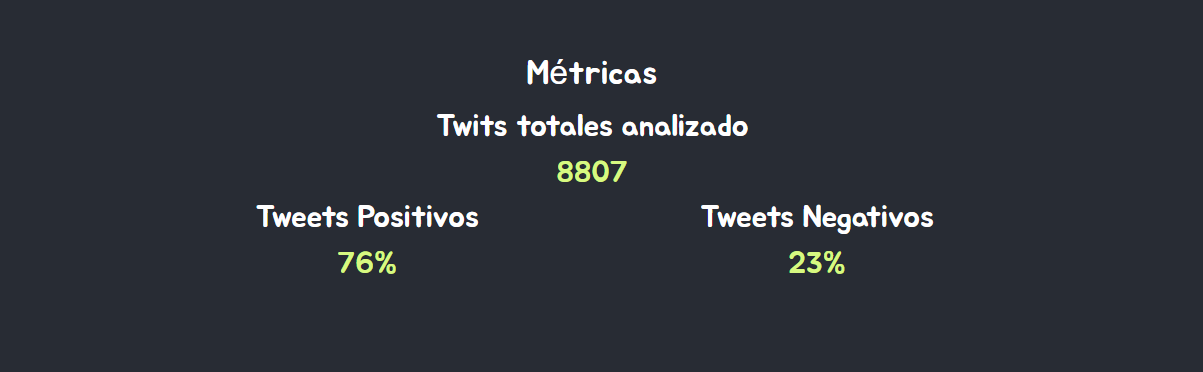 Métricas
Twits totales analizado
8807
Tweets Positivos
Tweets Negativos
76%
23%